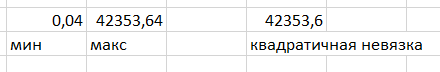 0,04 42353,64 42353,6
мин макс квадратичная невязка